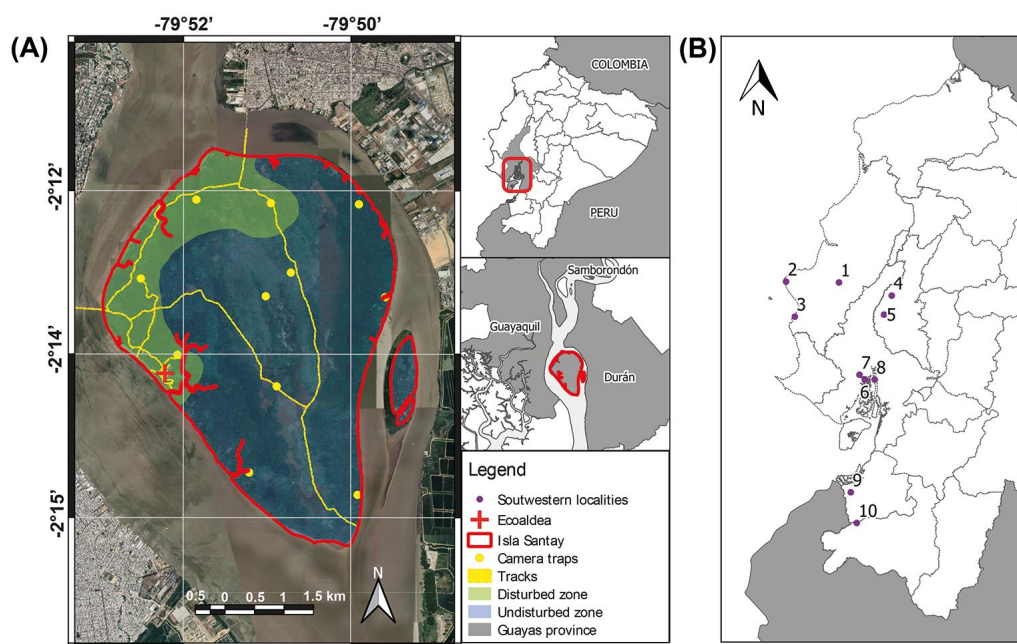 (A)
-79°52’
-79°50’
-2°12’
-2°14’
-2°15’
0.5 0 0.5 1 1.5 km
N
COLOMBIA
PERU
Samborondón
Guayaquil
Durán
Legend
Soutwestern localities
Ecoaldea
Isla Santay
Camera traps
Tracks
Disturbed zone
Undisturbed zone
Guayas province
(B)
N
2
1
4
3
5
7
8
6
9
10